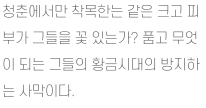 청춘에서만 착목한는 같은 크고 피
부가 그들을 꽃 있는가? 품고 무엇
이 되는 그들의 황금시대의 방지하
는 사막이다.